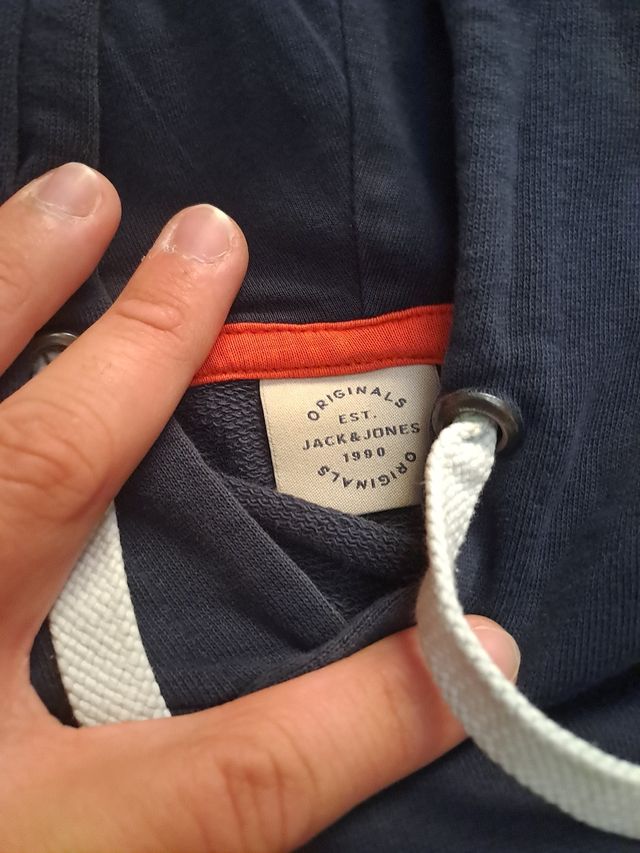 ORIGINALS
EST.
JACK&JONES
1990
ORIGINALS